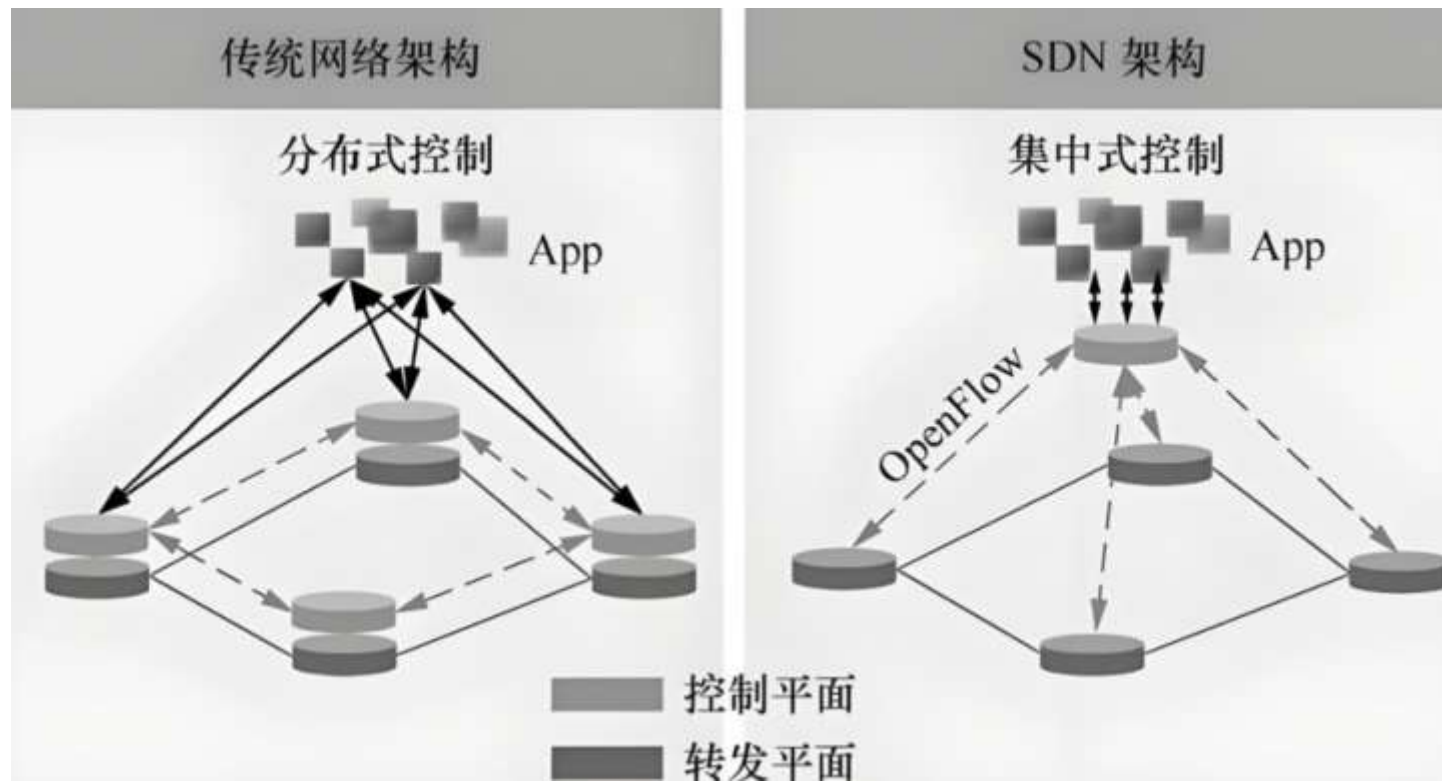 传统网络架构
分布式控制
App
SDN 架构
集中式控制
App
OpenFlow
控制平面
转发平面